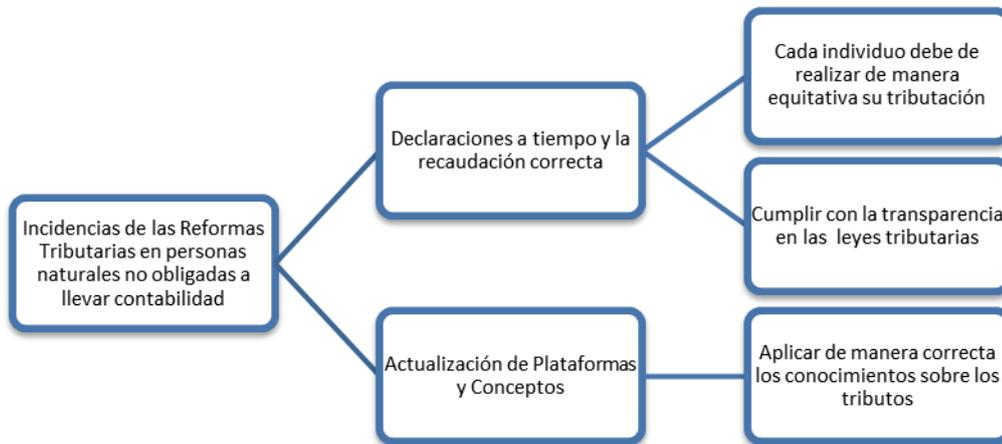 Incidencias de las Reformas
Tributarias en personas
naturales no obligadas a
llevar contabilidad
Declaraciones a tiempo y la
recaudación correcta
Cada individuo debe de
realizar de manera
equitativa su tributación
Cumplir con la transparencia
en las leyes tributarias
Actualización de Plataformas
y Conceptos
Aplicar de manera correcta
los conocimientos sobre los
tributos